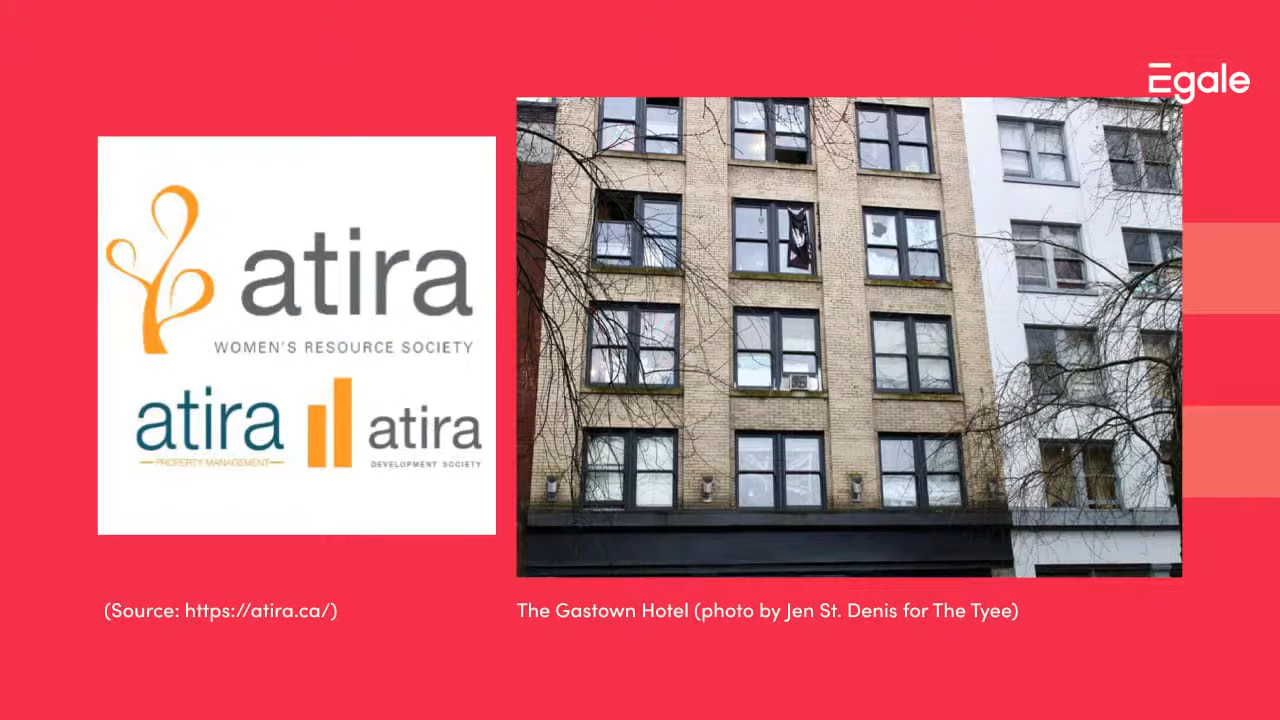 Egale
atira
WOMEN'S RESOURCE SOCIETY
atira
PROPERTY MANAGEMENT
atira
DEVELOPMENT SOCIETY
(Source: https://atira.ca/)
The Gastown Hotel (photo by Jen St. Denis for The Tyee)